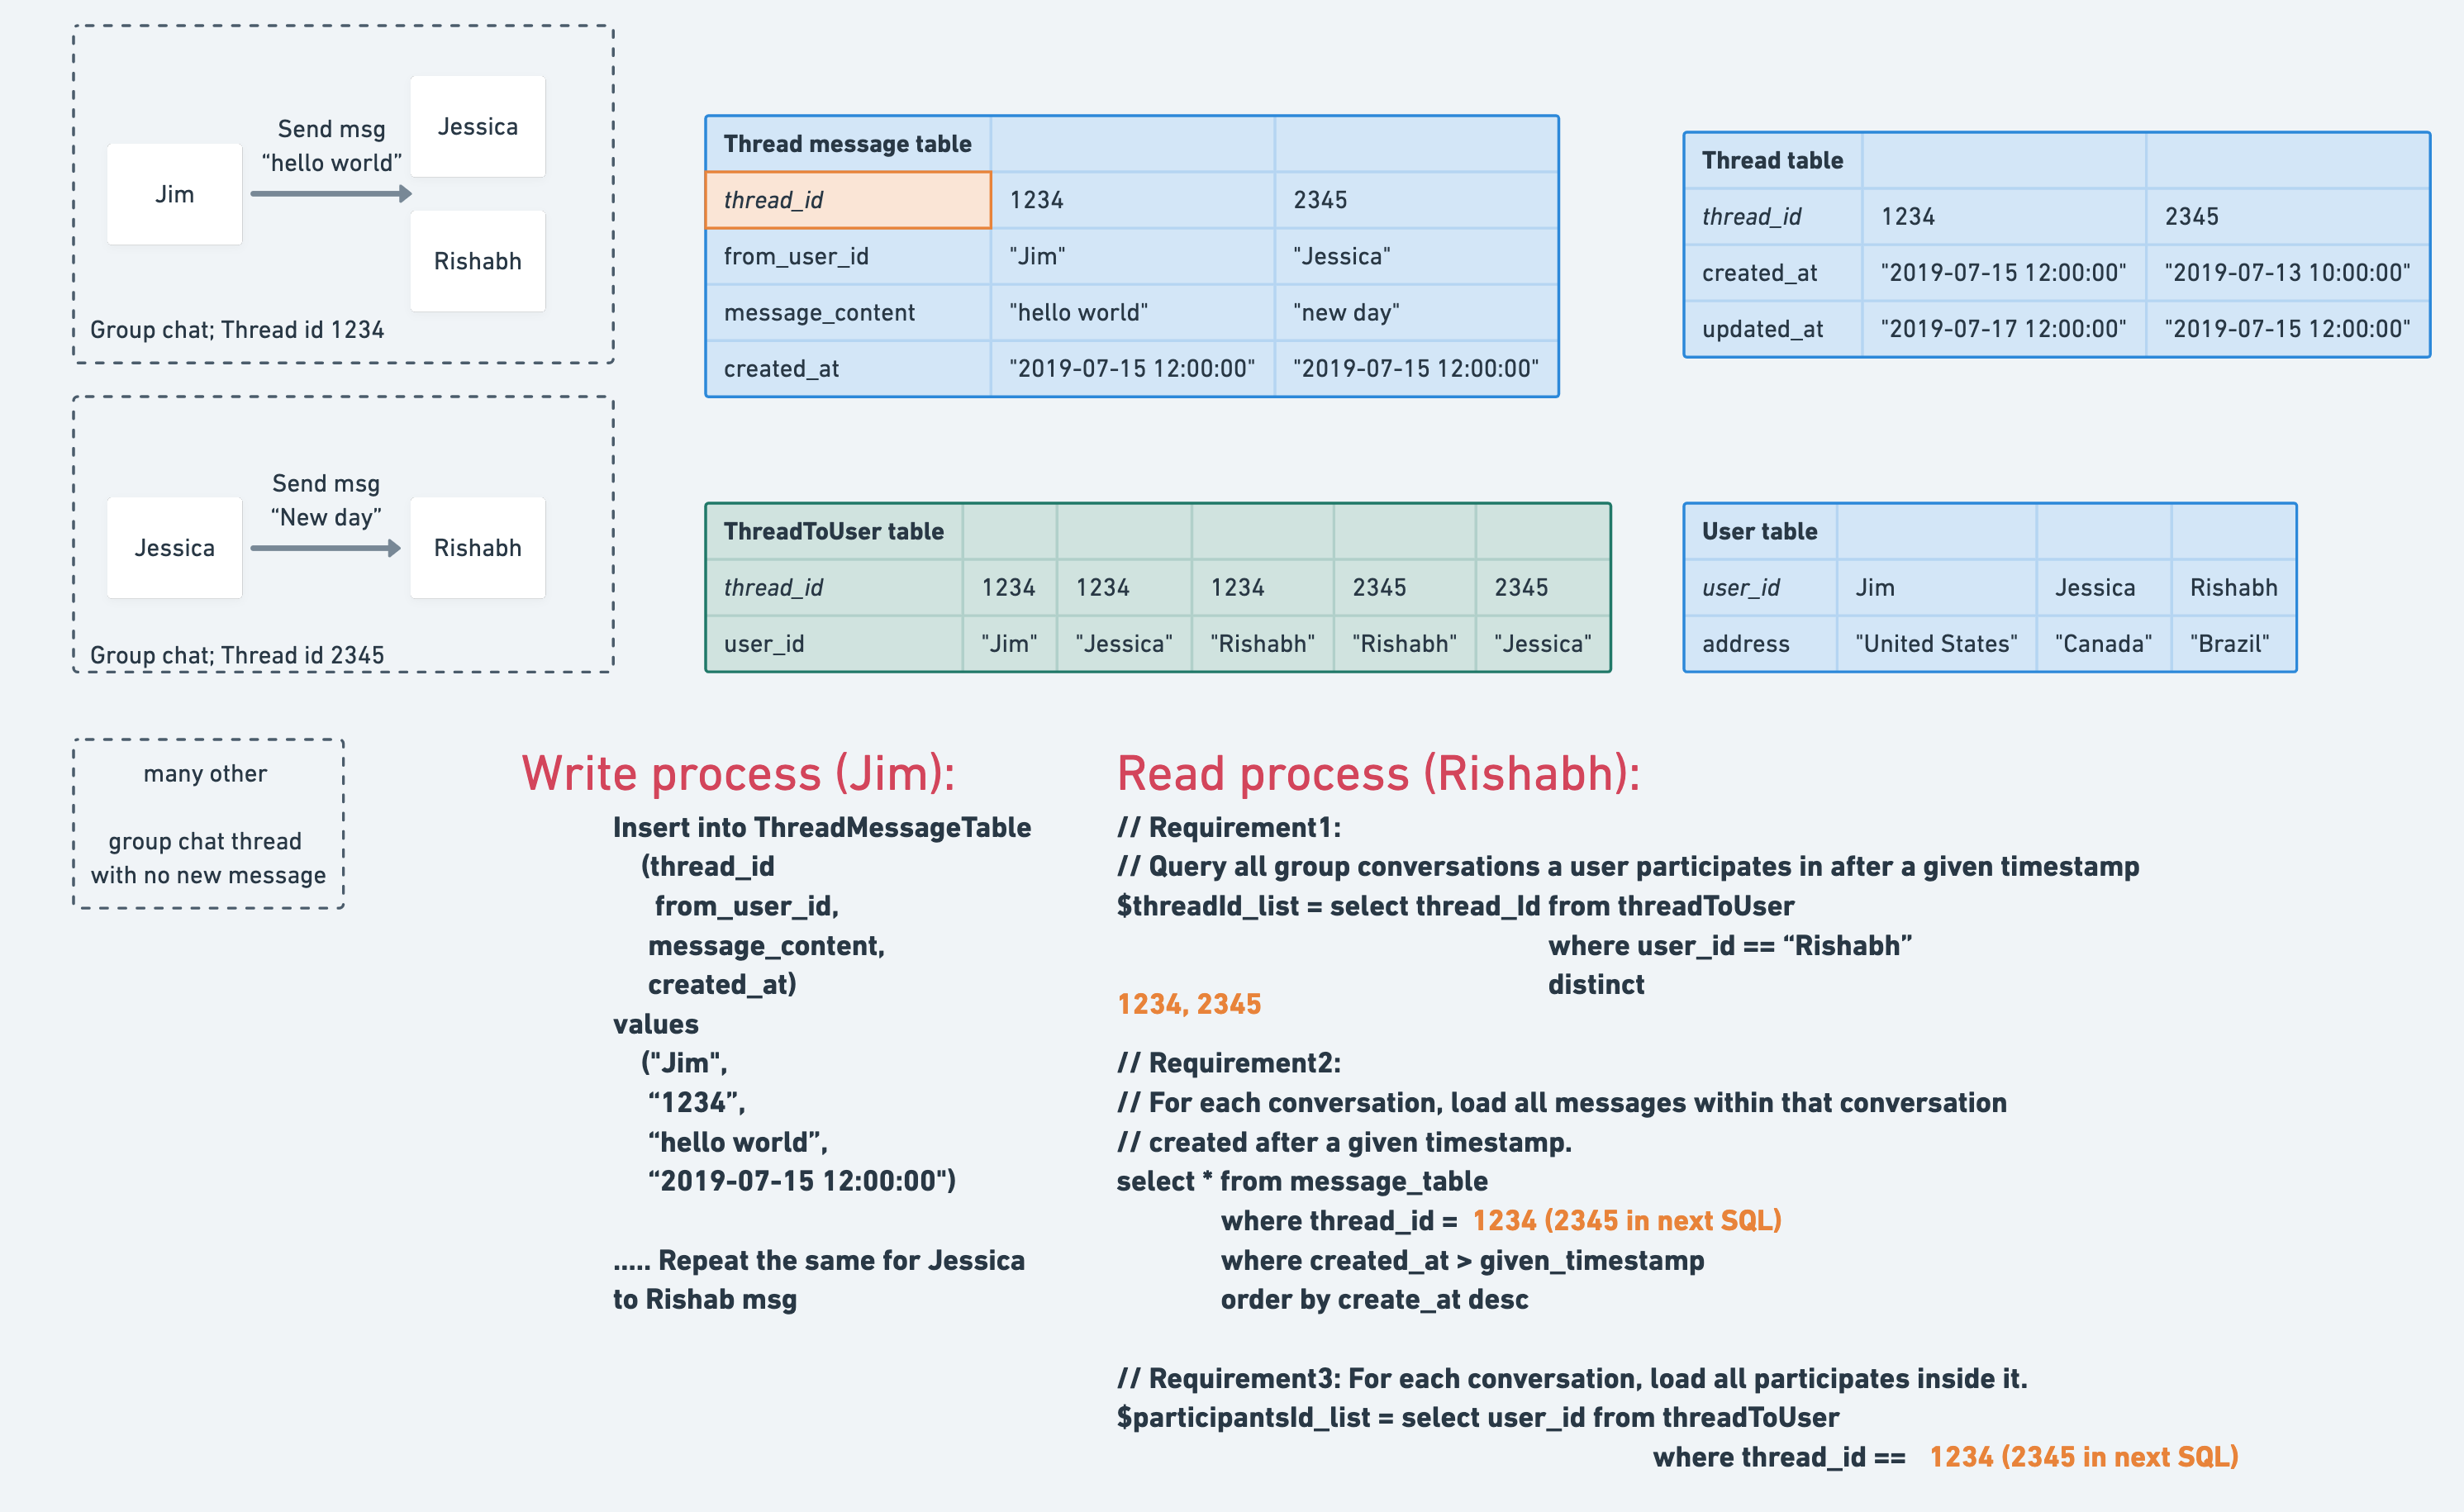 Send msg
“hello world”
Jim
Jessica
Rishabh
Group chat; Thread id 1234
Send msg
“New day”
Jessica
Rishabh
Group chat; Thread id 2345
many other
group chat thread
with no new message
Thread message table
thread_id 1234 2345
from_user_id "Jim" "Jessica"
message_content "hello world" "new day"
created_at "2019-07-15 12:00:00" "2019-07-15 12:00:00"
Thread table
thread_id 1234 2345
created_at "2019-07-15 12:00:00" "2019-07-13 10:00:00"
updated_at "2019-07-17 12:00:00" "2019-07-15 12:00:00"
ThreadToUser table
thread_id 1234 1234 1234 2345 2345
user_id "Jim" "Jessica" "Rishabh" "Rishabh" "Jessica"
User table
user_id Jim Jessica Rishabh
address "United States" "Canada" "Brazil"
Write process (Jim):
Insert into ThreadMessageTable
(thread_id
from_user_id,
message_content,
created_at)
values
("Jim",
“1234”,
“hello world”,
“2019-07-15 12:00:00")
..... Repeat the same for Jessica
to Rishab msg
Read process (Rishabh):
// Requirement1:
// Query all group conversations a user participates in after a given timestamp
$threadId_list = select thread_Id from threadToUser
where user_id == “Rishabh”
distinct
1234, 2345
// Requirement2:
// For each conversation, load all messages within that conversation
// created after a given timestamp.
select * from message_table
where thread_id = 1234 (2345 in next SQL)
where created_at > given_timestamp
order by create_at desc
// Requirement3: For each conversation, load all participates inside it.
$participantsId_list = select user_id from threadToUser
where thread_id == 1234 (2345 in next SQL)